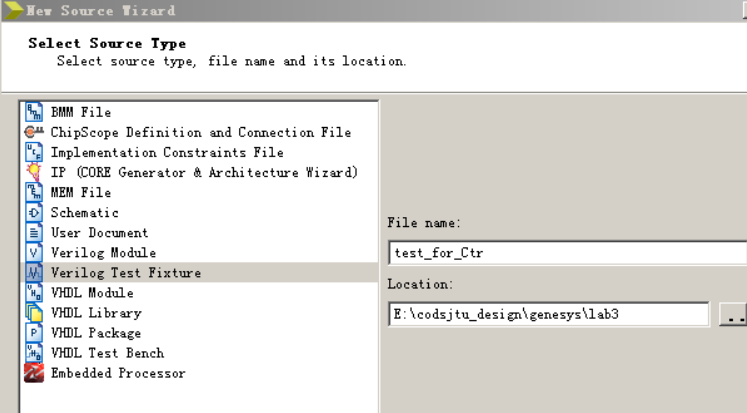 New Source Wizard
Select Source Type
Select source type, file name and its location.
BMM File
ChipScope Definition and Connection File
Implementation Constraints File
IP (CORE Generator & Architecture Wizard)
MEM File
Schematic
User Document
Verilog Module
Verilog Test Fixture
VHDL Module
VHDL Library
VHDL Package
VHDL Test Bench
Embedded Processor
File name:
test_for_Ctr
Location:
E:\codsjtu_design\genesys\lab3
..